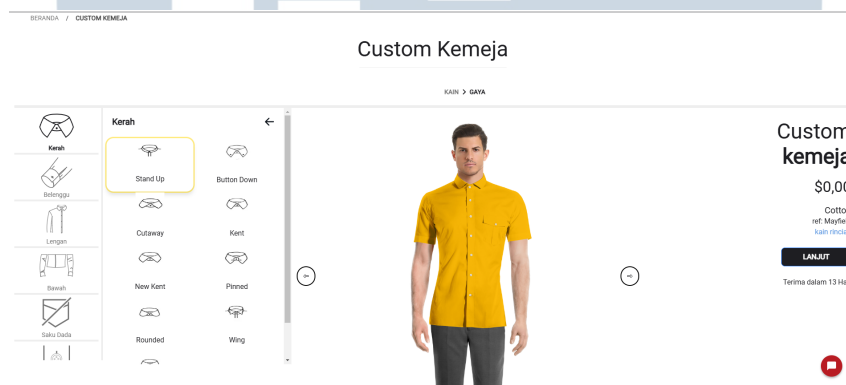 BERANDA / CUSTOM KEMEJA
Custom Kemeja
KAIN > GAYA
Kerah
Belenggu
Lengan
Bawah
Saku Dada
Kerah
Stand Up
Button Down
Cutaway
Kent
New Kent
Pinned
Rounded
Wing
Custom
kemeja
$0,00
Cotto
ref: Mayfie
kain rincia
LANJUT
Terima dalam 13 Ha